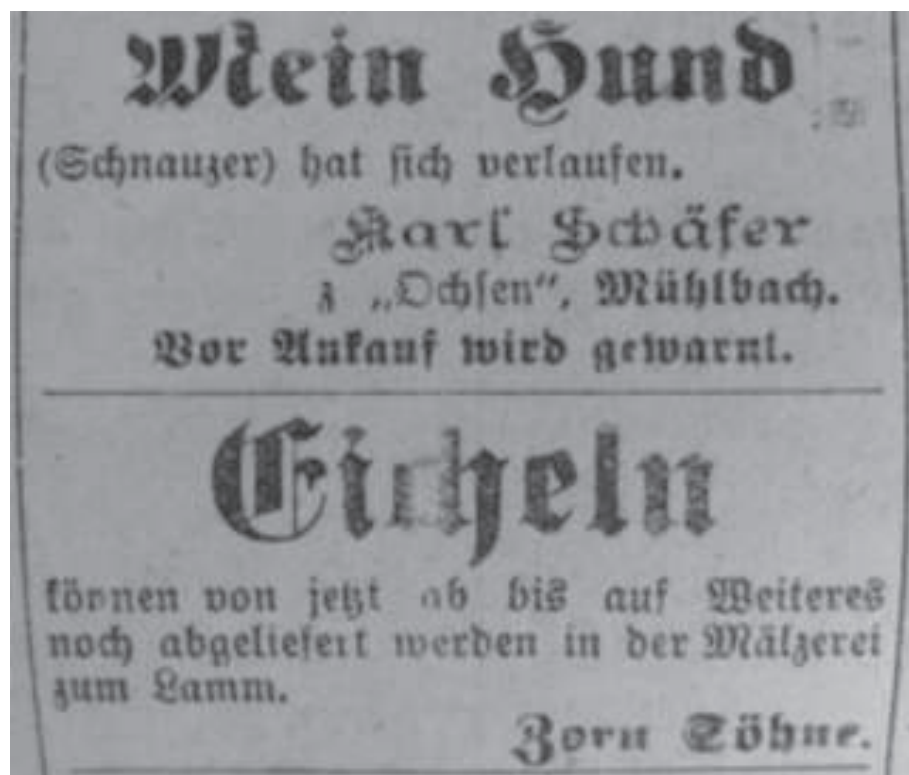 Mein Hund
(Schnauzer) hat sich verlaufen.
Karl Schäfer
z „Ochsen“, Mühlbach.
Vor Ankauf wird gewarnt.
Eicheln
können von jetzt ab bis auf Weiteres
noch abgeliefert werden in der Mälzerei
zum Lamm.
Zorn Söhne.